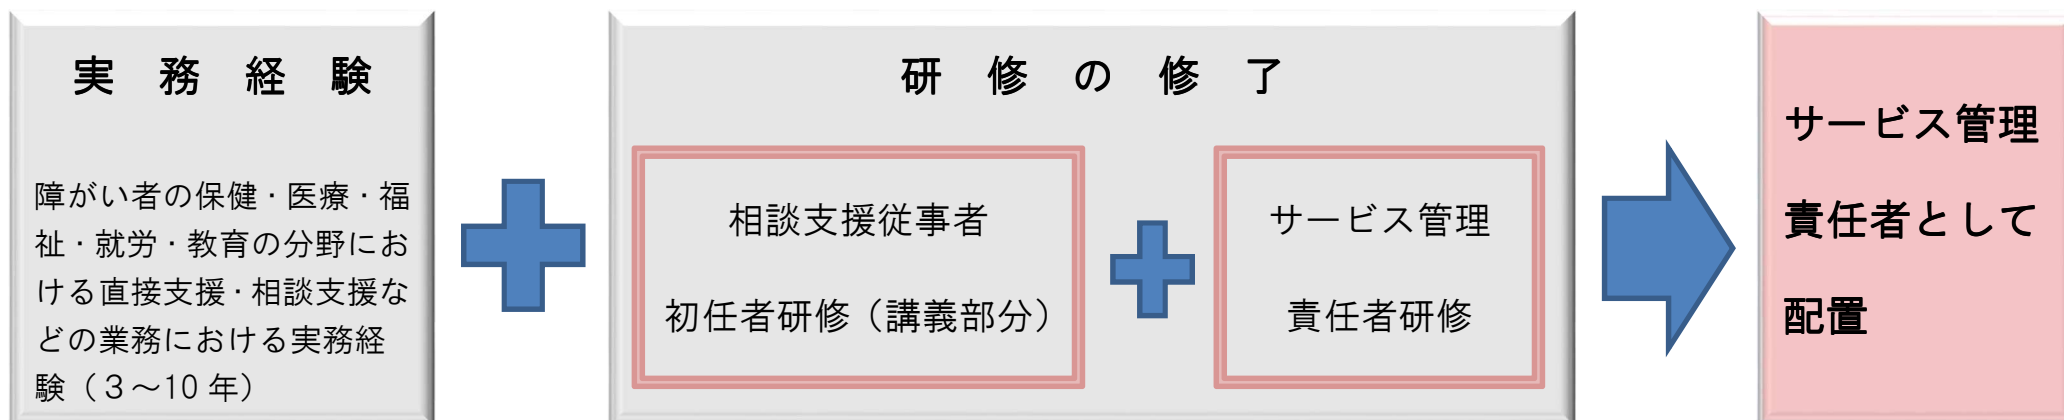 実務経験
障がい者の保健・医療・福
祉・就労・教育の分野にお
ける直接支援・相談支援な
どの業務における実務経
験（３～10 年）
研修の修了
相談支援従事者
初任者研修（講義部分）
サービス管理
責任者研修
サービス管理
責任者として
配置